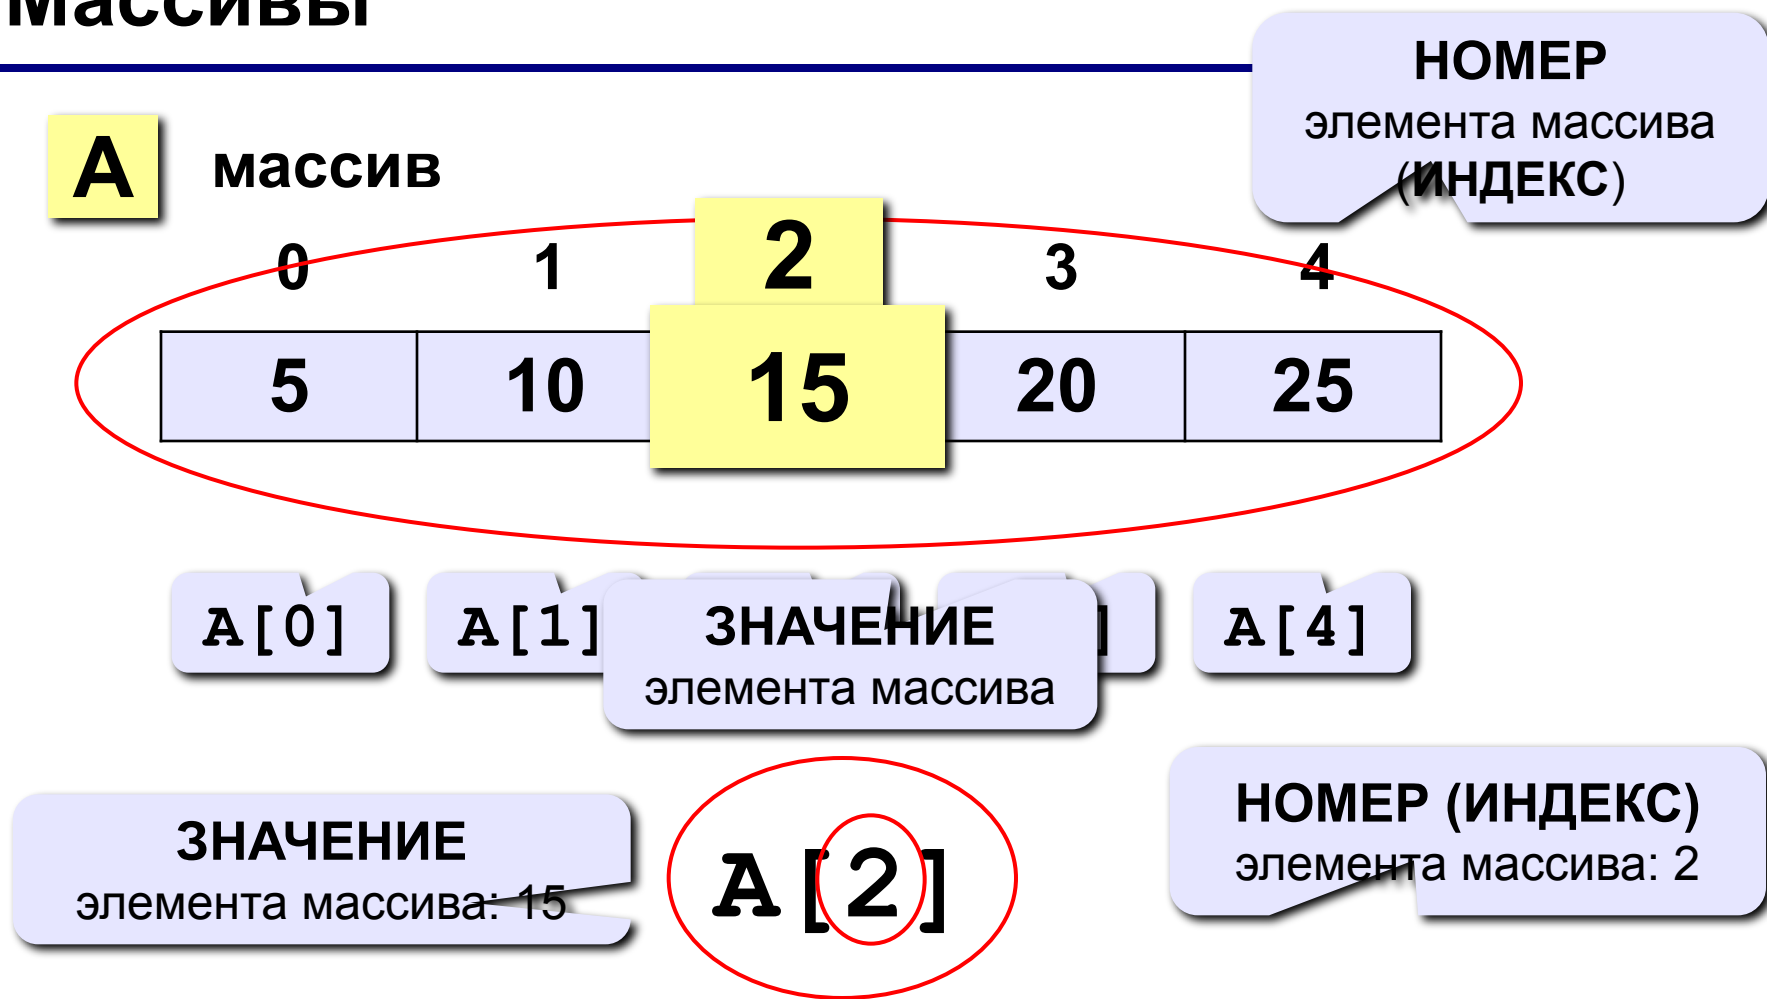 Массивы
НОМЕР
элемента массива
(ИНДЕКС)
A массив
0 1 2 3 4
5 10 15 20 25
A[0] A[1] ] A[4]
ЗНАЧЕНИЕ
элемента массива
ЗНАЧЕНИЕ
элемента массива: 15
A[2]
НОМЕР (ИНДЕКС)
элемента массива: 2